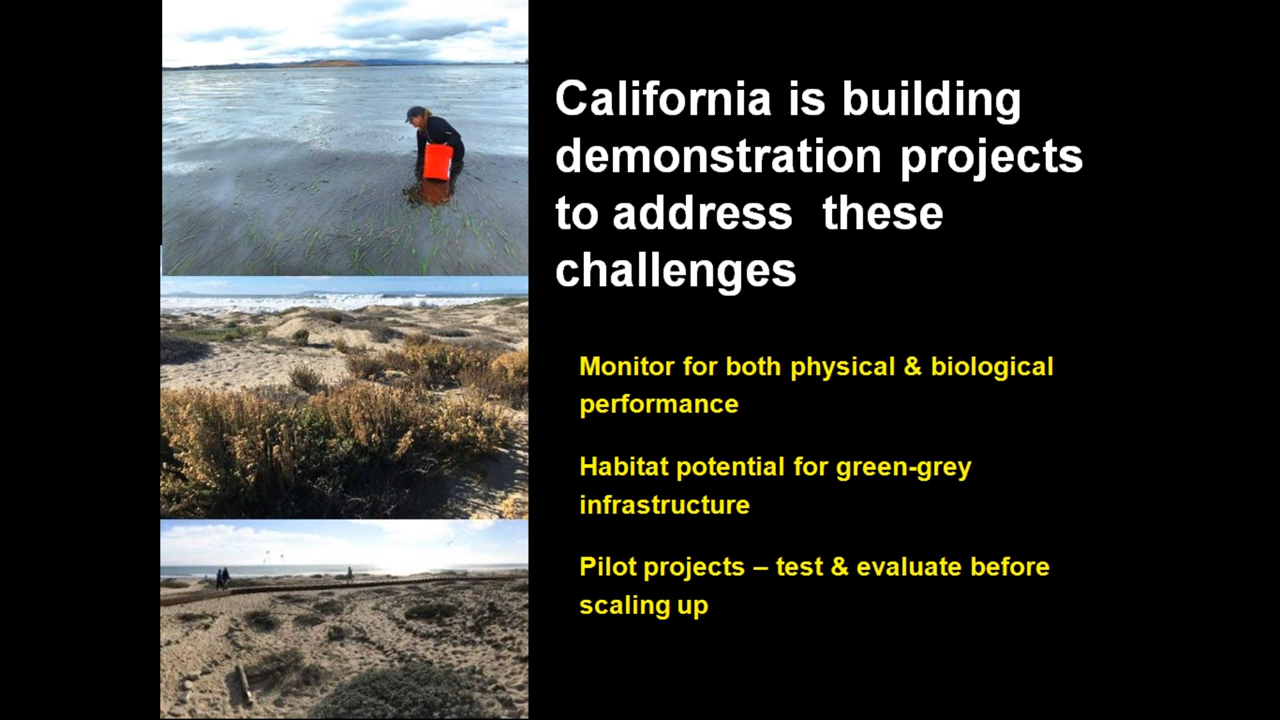 California is building
demonstration projects
to address  these
challenges
Monitor for both physical & biological
performance
Habitat potential for green-grey
infrastructure
Pilot projects – test & evaluate before
scaling up